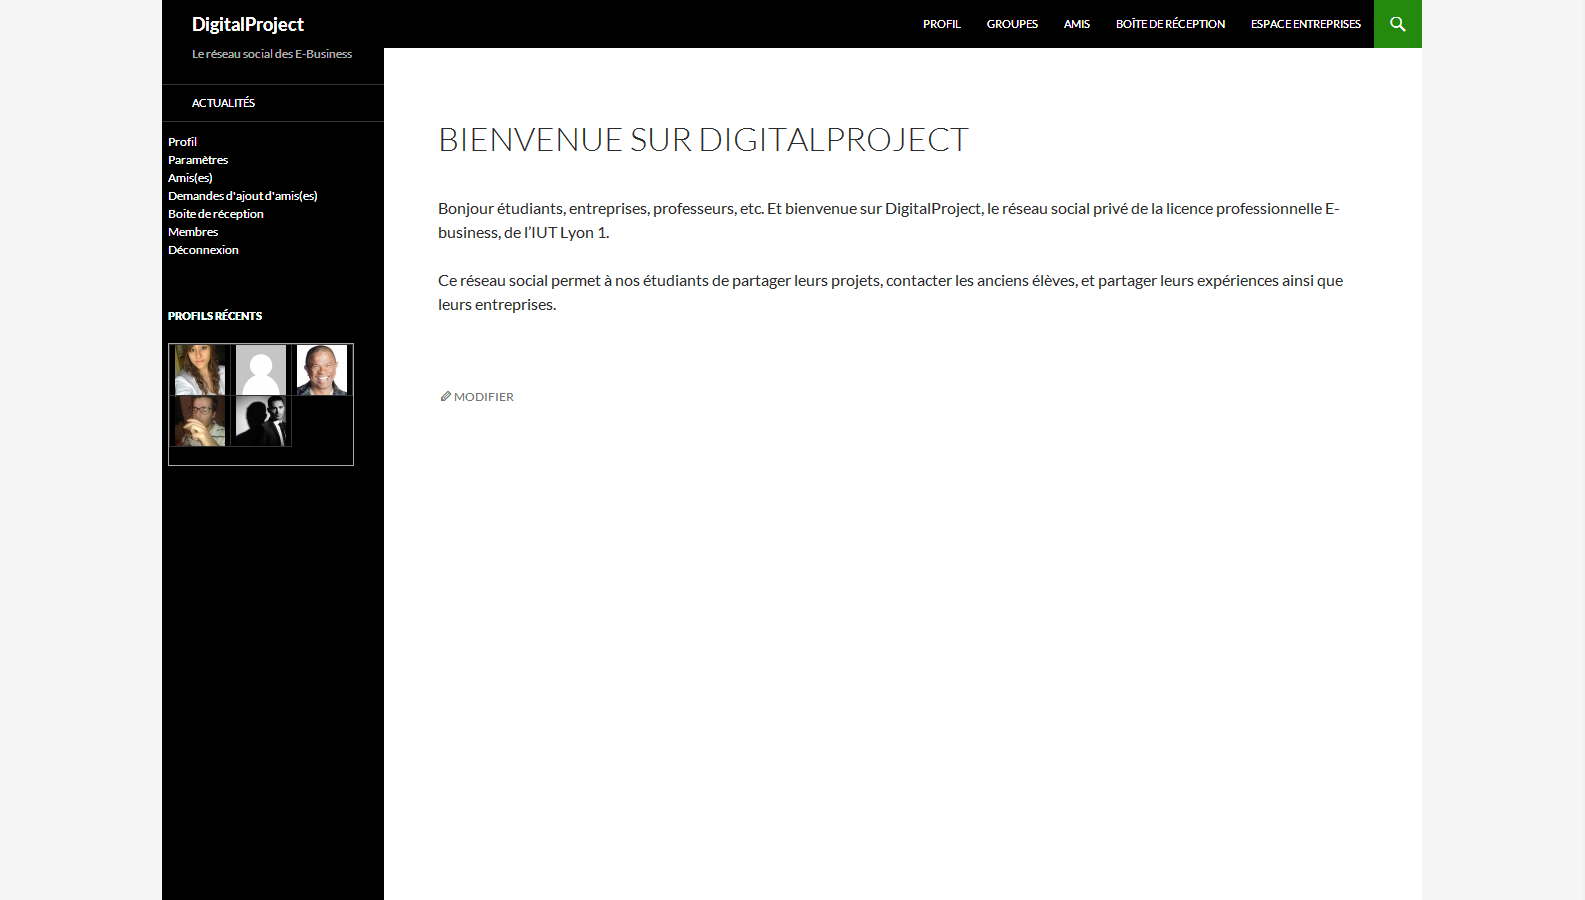 DigitalProject
Le réseau social des E-Business
PROFIL
GROUPES
AMIS
BOÎTE DE RÉCEPTION
ESPACE ENTREPRISES
ACTUALITÉS
Profil
Paramètres
Amis(es)
Demandes d'ajout d'amis(es)
Boite de réception
Membres
Déconnexion
PROFILS RÉCENTS
BIENVENUE SUR DIGITALPROJECT
Bonjour étudiants, entreprises, professeurs, etc. Et bienvenue sur DigitalProject, le réseau social privé de la licence professionnelle E-
business, de l’IUT Lyon 1.
Ce réseau social permet à nos étudiants de partager leurs projets, contacter les anciens élèves, et partager leurs expériences ainsi que
leurs entreprises.
MODIFIER